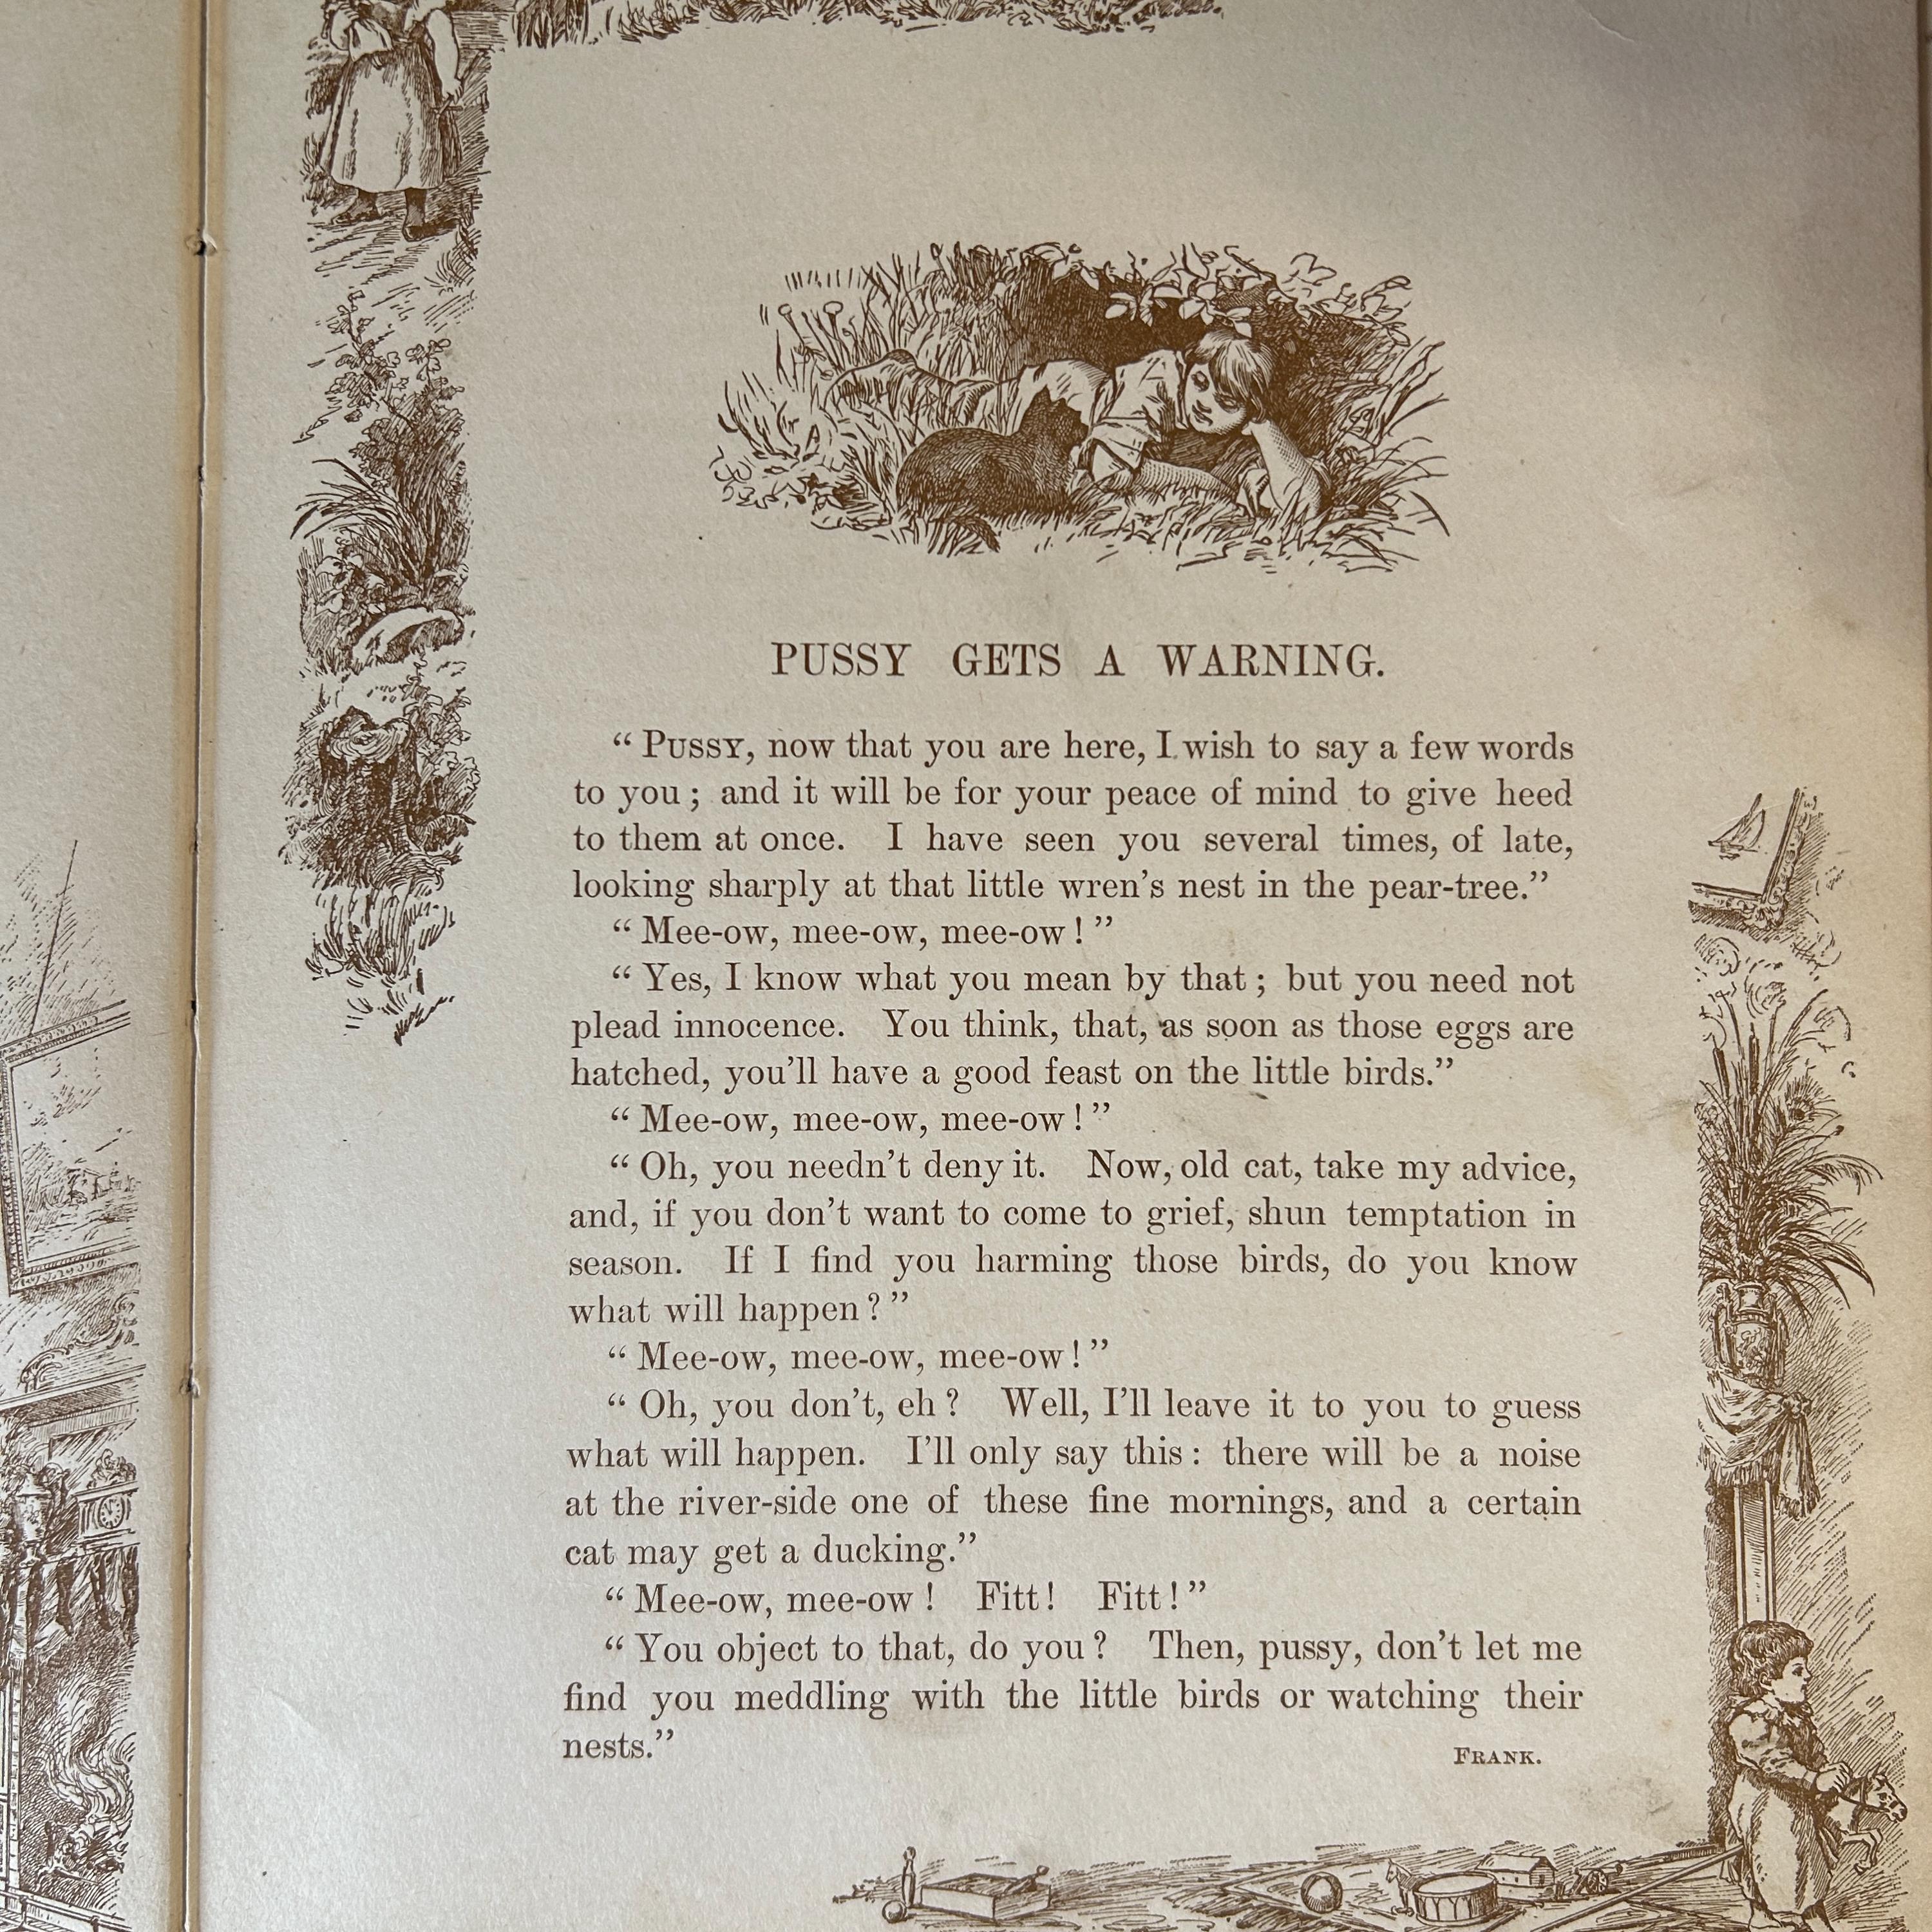 PUSSY GETS A WARNING.
“PUSSY, now that you are here, I wish to say a few words
to you; and it will be for your peace of mind to give heed
to them at once. I have seen you several times, of late,
looking sharply at that little wren’s nest in the pear-tree.”
“Mee-ow, mee-ow, mee-ow!”
“Yes, I know what you mean by that; but you need not
plead innocence. You think, that, as soon as those eggs are
hatched, you’ll have a good feast on the little birds.”
“Mee-ow, mee-ow, mee-ow!”
“Oh, you needn’t deny it. Now, old cat, take my advice,
and, if you don’t want to come to grief, shun temptation in
season. If I find you harming those birds, do you know
what will happen?”
“Mee-ow, mee-ow, mee-ow!”
“Oh, you don’t, eh? Well, I’ll leave it to you to guess
what will happen. I’ll only say this: there will be a noise
at the river-side one of these fine mornings, and a certain
cat may get a ducking.”
“Mee-ow, mee-ow! Fitt! Fitt!”
“You object to that, do you? Then, pussy, don’t let me
find you meddling with the little birds or watching their
nests.”
FRANK.